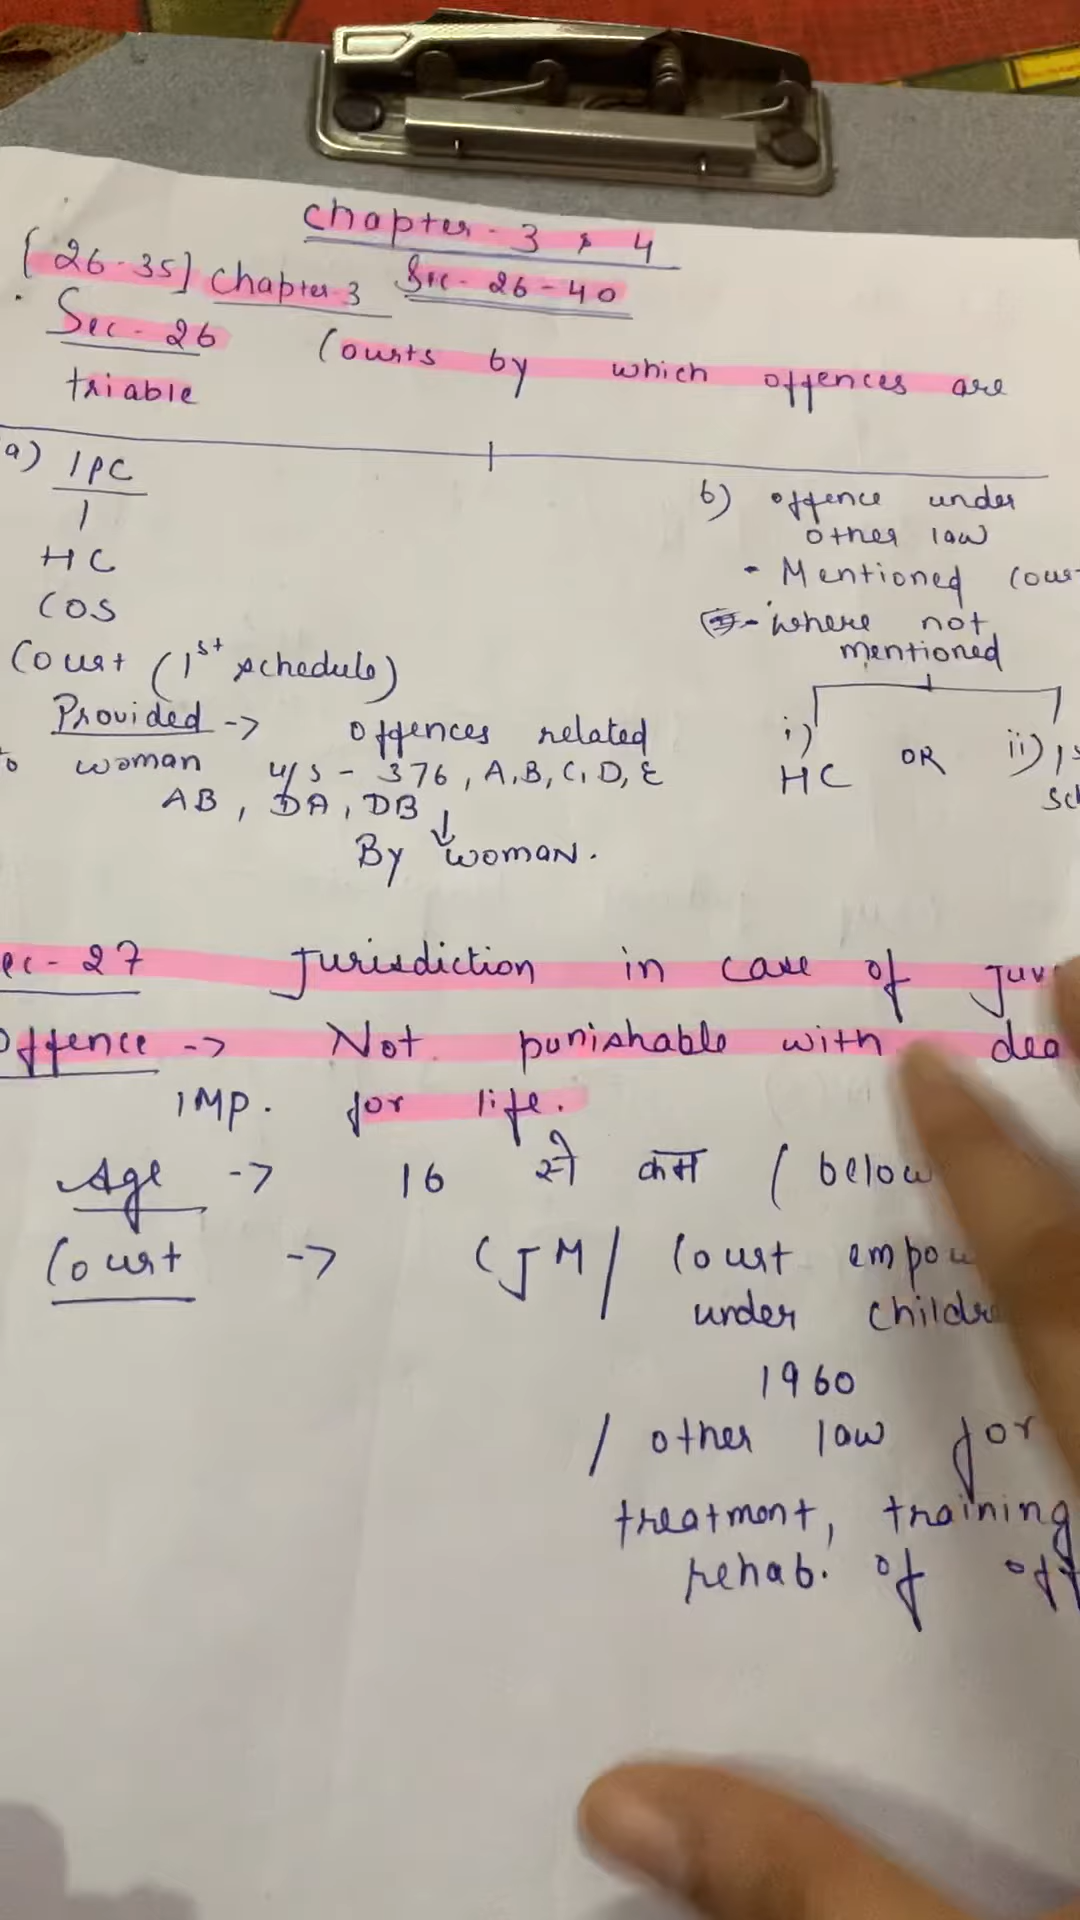 Chapter - 3 & 4
[26-35] Chapter 3 Sec - 26-40
Sec - 26 Courts by which offences are
triable
a) IPC
HC
COS
Court (1st schedule)
Provided -> offences related
to woman u/s - 376, A, B, C, D, E
AB, DA, DB
By woman.
b) offence under
other law
- Mentioned
- where not
mentioned
i) OR ii)
HC
- 27 Jurisdiction in case of
offence -> Not punishable with
IMP. for life.
Age -> 16 से कम (below
Court -> CJM/ Court
under
1960
/ other law for
treatment, training
rehab. of